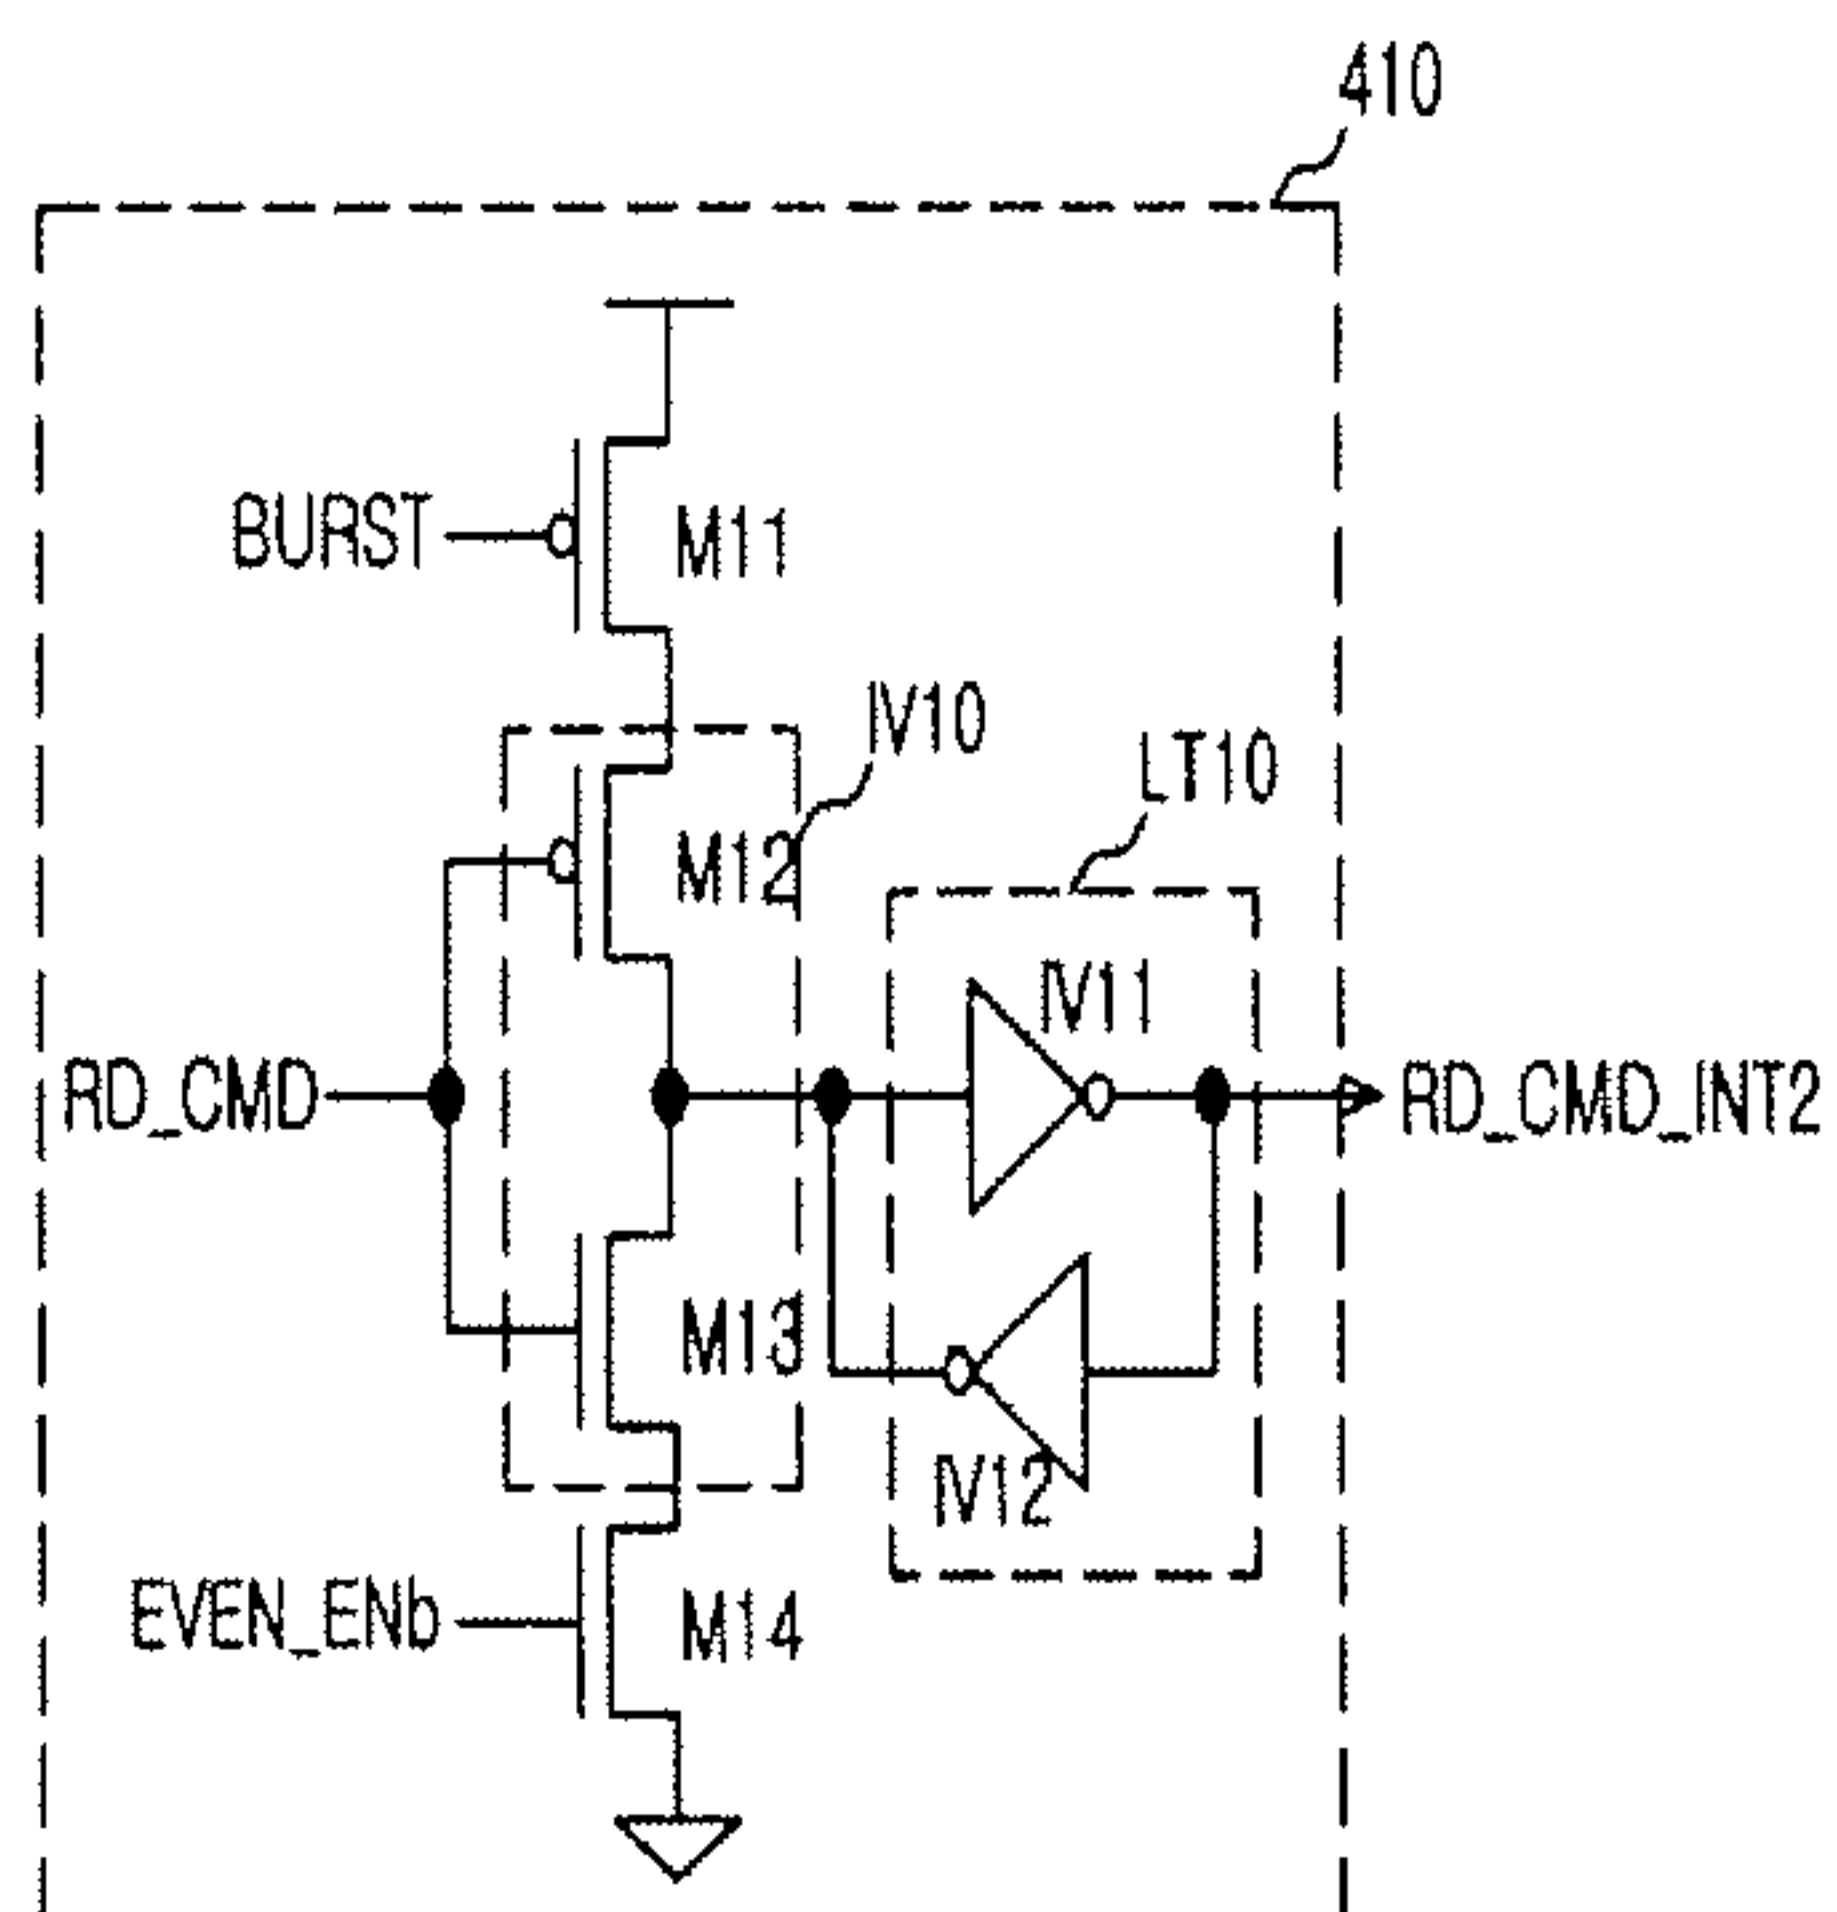 410
BURST
M11
IV10
LT10
M12
IV11
RD_CMD
RD_CMD_INT2
M13
IV12
EVEN_ENb
M14